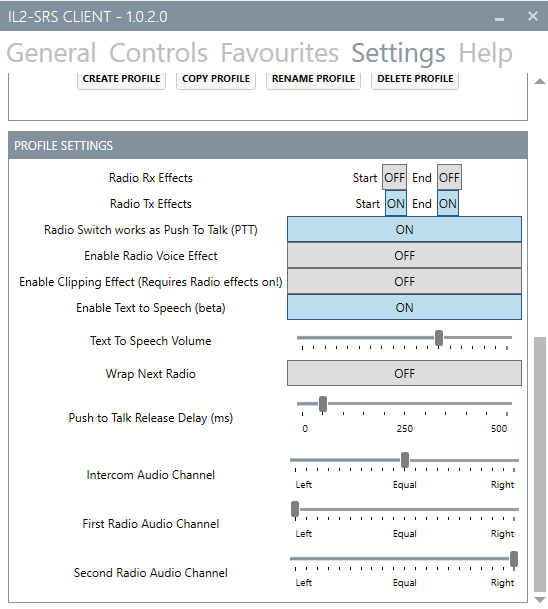 IL2-SRS CLIENT - 1.0.2.0
General Controls Favourites Settings Help
CREATE PROFILE COPY PROFILE RENAME PROFILE DELETE PROFILE
PROFILE SETTINGS
Radio Rx Effects Start OFF End OFF
Radio Tx Effects Start ON End ON
Radio Switch works as Push To Talk (PTT) ON
Enable Radio Voice Effect OFF
Enable Clipping Effect (Requires Radio effects on!) OFF
Enable Text to Speech (beta) ON
Text To Speech Volume
Wrap Next Radio OFF
Push to Talk Release Delay (ms)
0 250 500
Intercom Audio Channel
Left Equal Right
First Radio Audio Channel
Left Equal Right
Second Radio Audio Channel
Left Equal Right